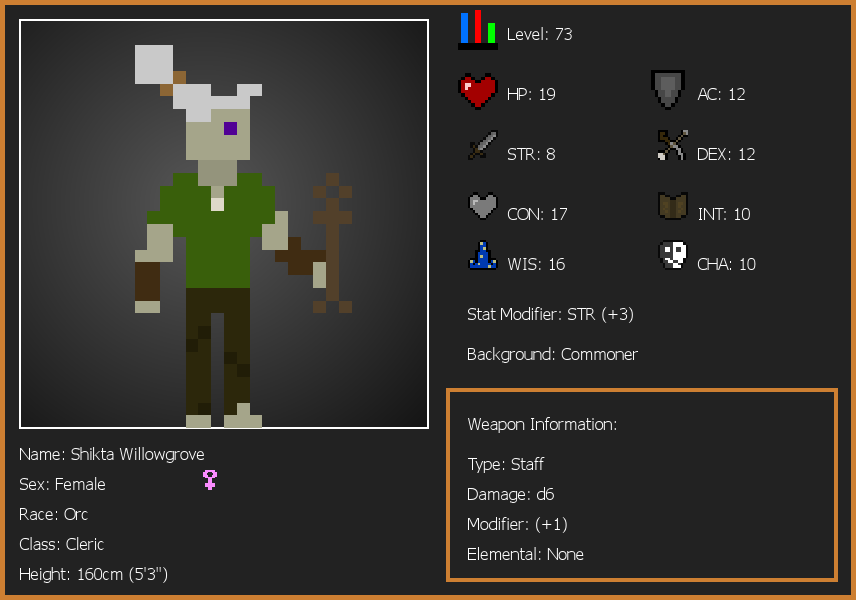 Level: 73
HP: 19
AC: 12
STR: 8
DEX: 12
CON: 17
INT: 10
WIS: 16
CHA: 10
Stat Modifier: STR (+3)
Background: Commoner
Weapon Information:
Type: Staff
Damage: d6
Modifier: (+1)
Elemental: None
Name: Shikta Willowgrove
Sex: Female
Race: Orc
Class: Cleric
Height: 160cm (5'3")